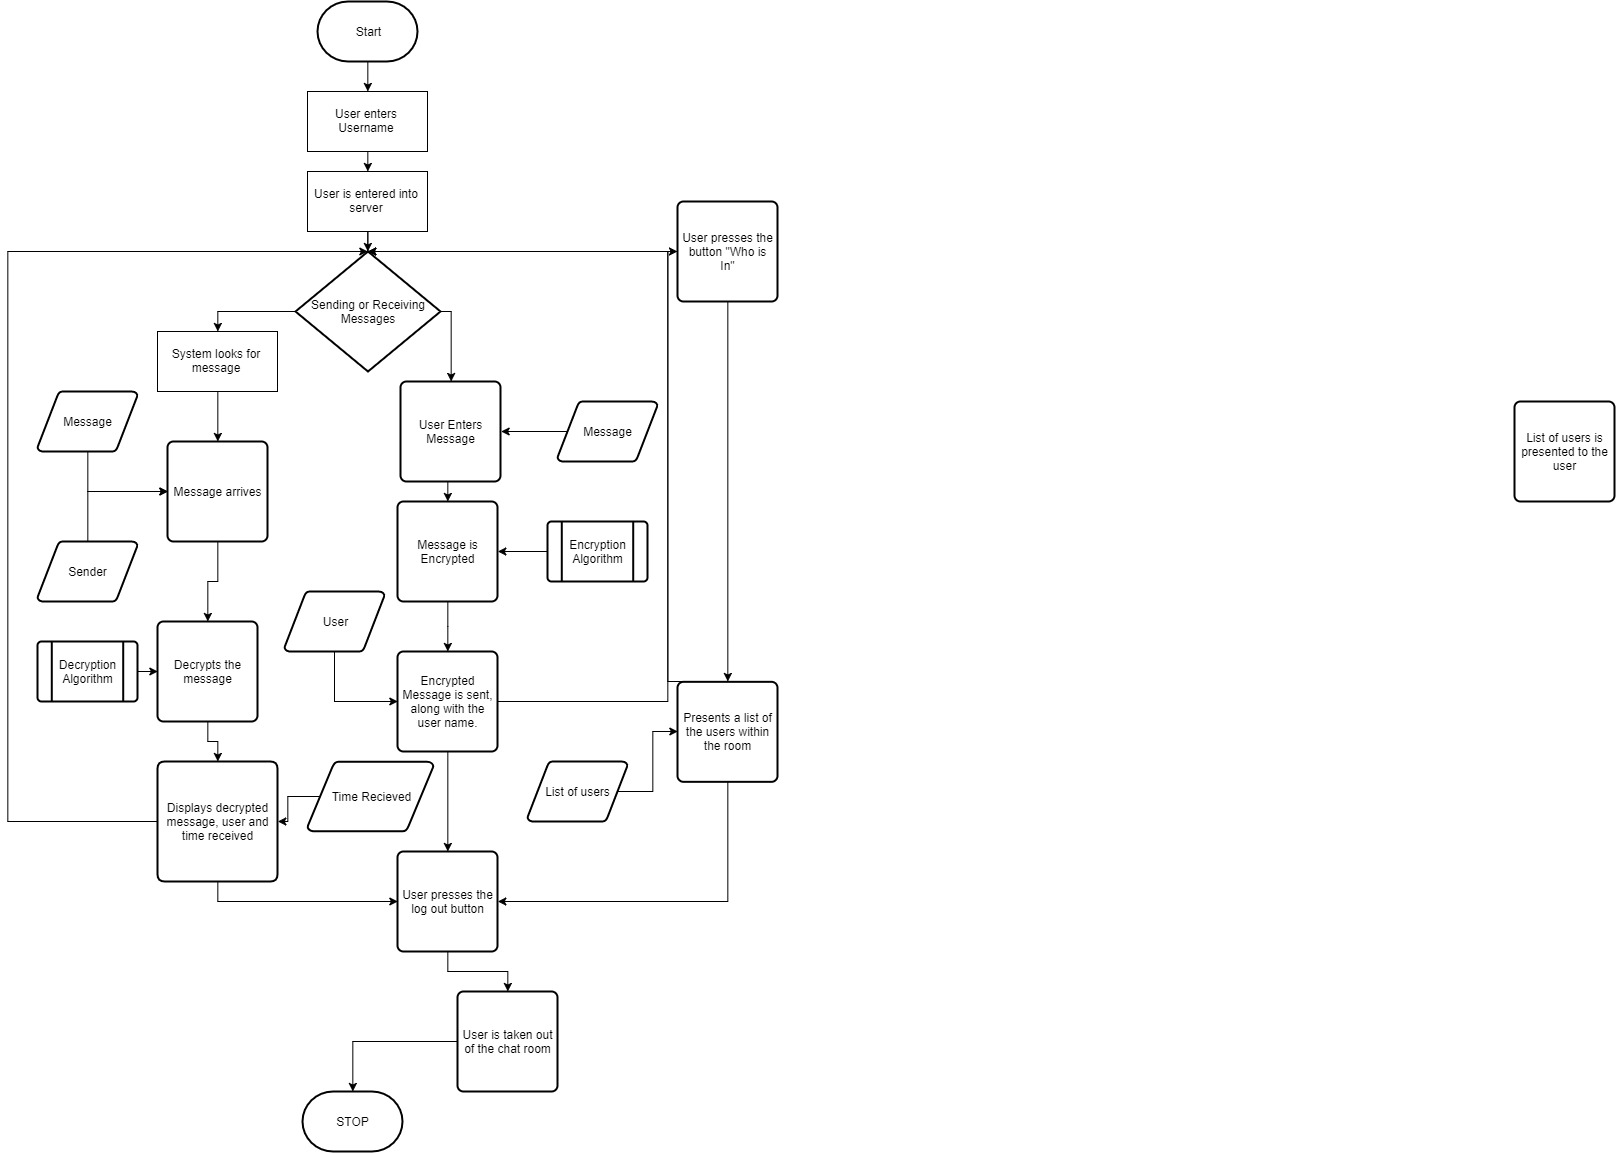 Start
User enters
Username
User is entered into
server
User presses the
button "Who is
In"
Sending or Receiving
Messages
System looks for
message
Message
User Enters
Message
Message
List of users is
presented to the
user
Message arrives
Message is
Encrypted
Encryption
Algorithm
Sender
User
Decryption
Algorithm
Decrypts the
message
Encrypted
Message is sent,
along with the
user name.
Presents a list of
the users within
the room
Displays decrypted
message, user and
time received
Time Recieved
List of users
User presses the
log out button
User is taken out
of the chat room
STOP